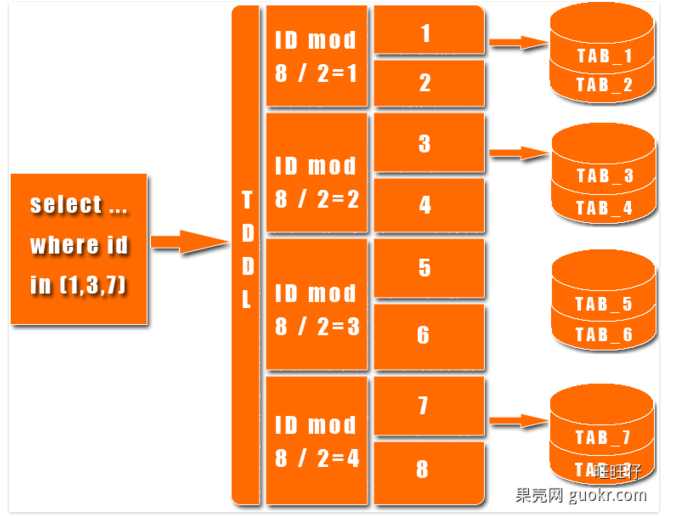 select ...
where id
in (1,3,7)
TDDL
ID mod
8 / 2=1
1
2
ID mod
8 / 2=2
3
4
ID mod
8 / 2=3
5
6
ID mod
8 / 2=4
7
8
TAB_1
TAB_2
TAB_3
TAB_4
TAB_5
TAB_6
TAB_7
旺旺仔
果壳网 guokr.com